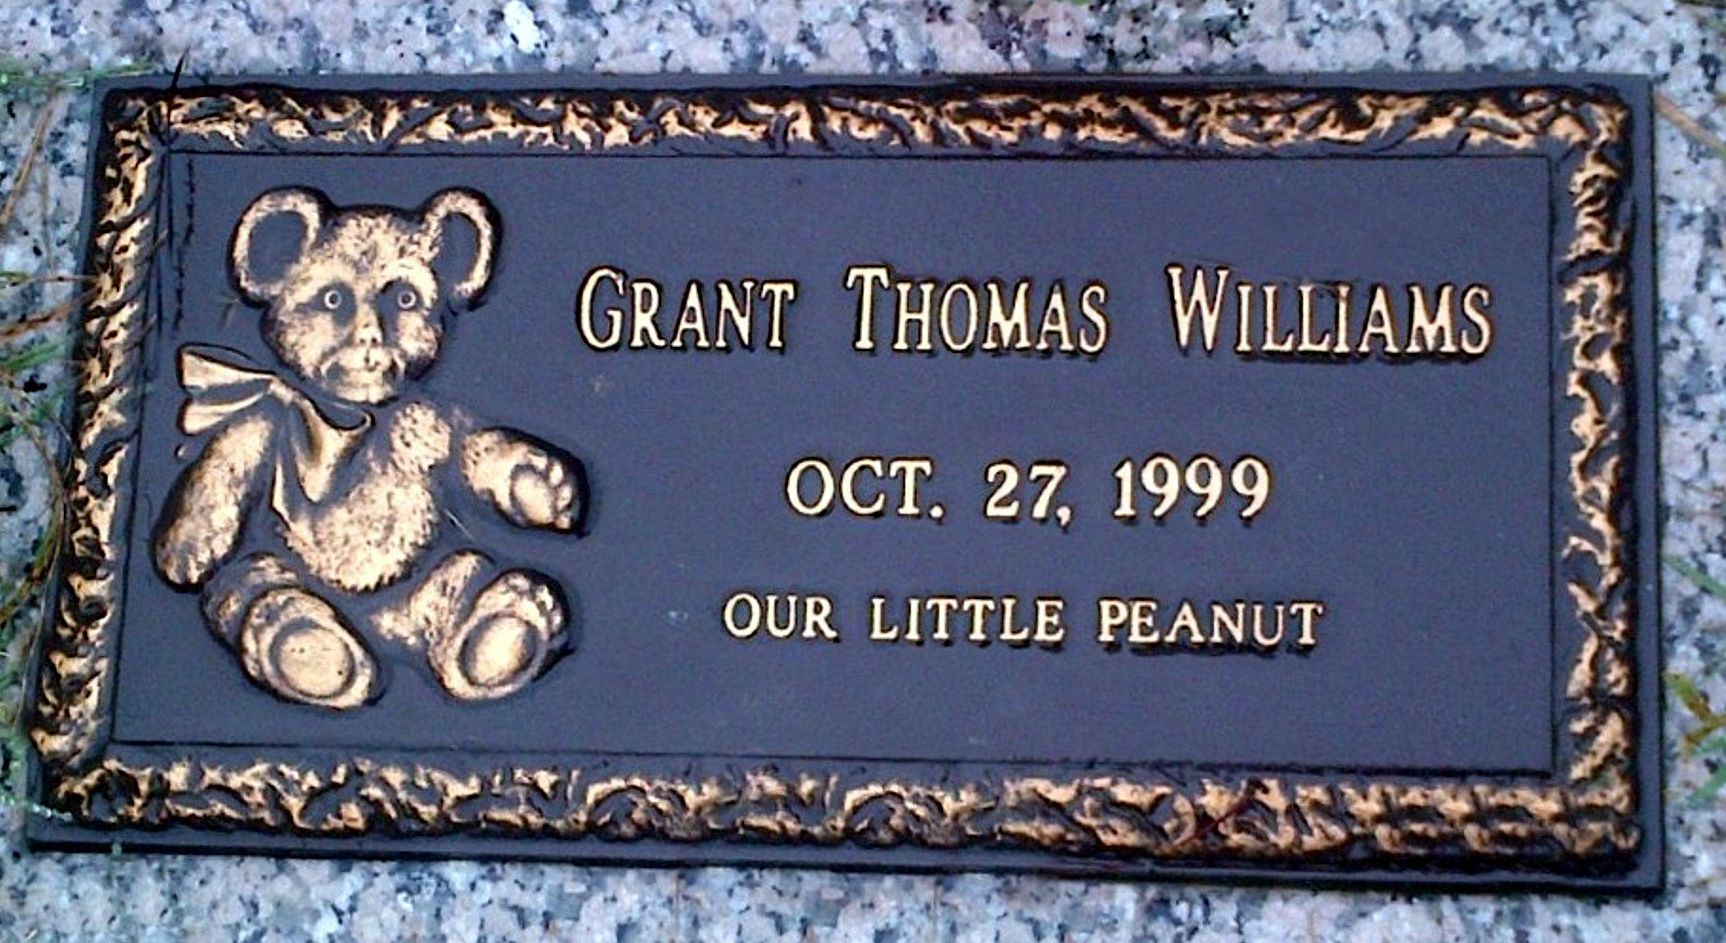 GRANT THOMAS WILLIAMS
OCT. 27, 1999
OUR LITTLE PEANUT